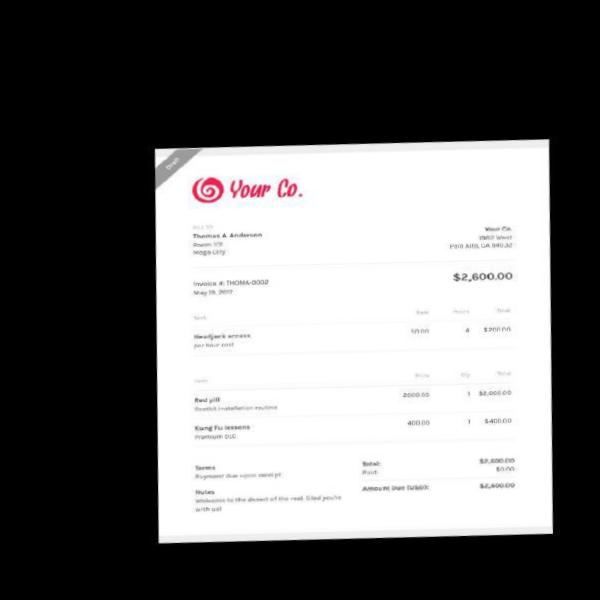 Draft
Your Co.
BILL TO
Thomas A. Anderson
Your Co.
Room 101
1962 West
Mega City
Palo Alto, CA
Invoice #: THOMA-0002
$2,600.00
May 19, 2017
Task Rate Hours Total
Headjack access 50.00 4 $200.00
per hour cost
Item Price Qty Total
Red pill 2000.00 1 $2,000.00
Rootkit installation routine
Kung Fu lessons 400.00 1 $400.00
Premium DLC
Terms
Total: $2,600.00
Payment due upon receipt
Paid: $0.00
Notes
Amount Due (USD): $2,600.00
Welcome to the desert of the real. Glad you're
with us!